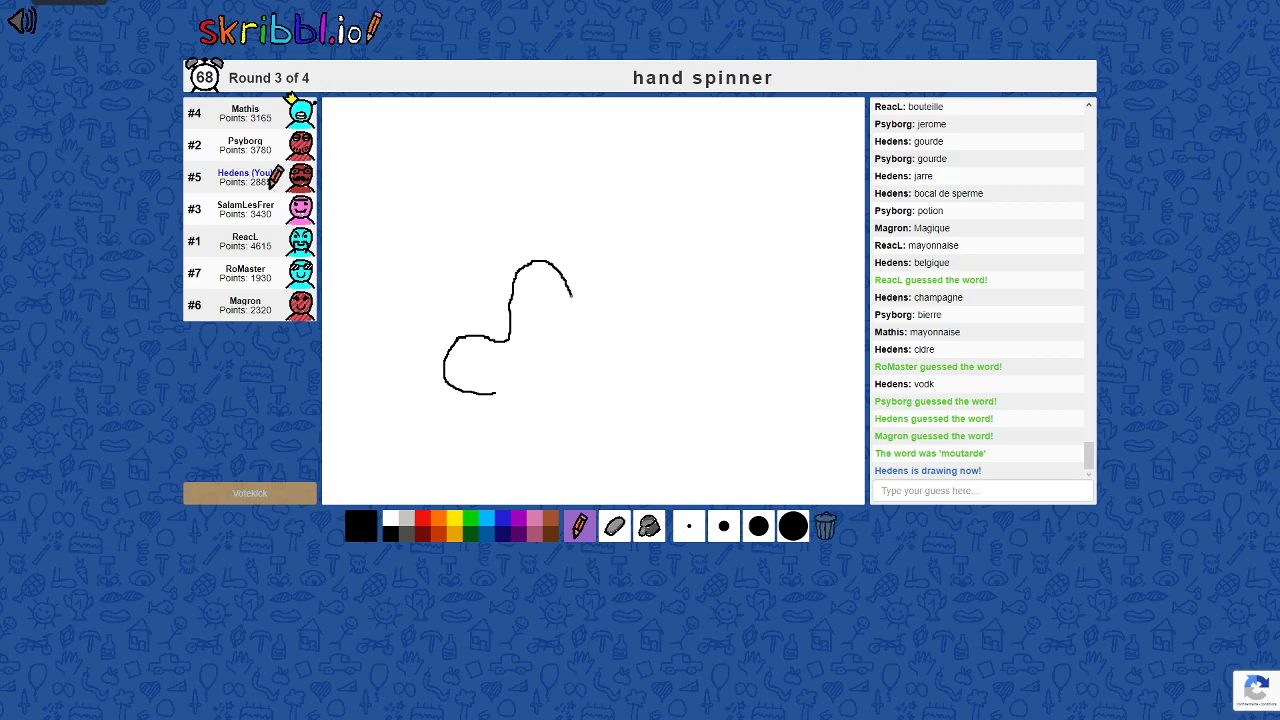 skribbl.io
68
Round 3 of 4
hand spinner
#4
Mathis
Points: 3165
#2
Psyborg
Points: 3780
#5
Hedens (You)
Points: 288
#3
SalamLesFrer
Points: 3430
#1
ReacL
Points: 4615
#7
RoMaster
Points: 1930
#6
Magron
Points: 2320
Votekick
ReacL: bouteille
Psyborg: jerome
Hedens: gourde
Psyborg: gourde
Hedens: jarre
Hedens: bocal de sperme
Psyborg: potion
Magron: Magique
ReacL: mayonnaise
Hedens: belgique
ReacL guessed the word!
Hedens: champagne
Psyborg: bierre
Mathis: mayonnaise
Hedens: cidre
RoMaster guessed the word!
Hedens: vodk
Psyborg guessed the word!
Hedens guessed the word!
Magron guessed the word!
The word was 'moutarde'
Hedens is drawing now!
Type your guess here...